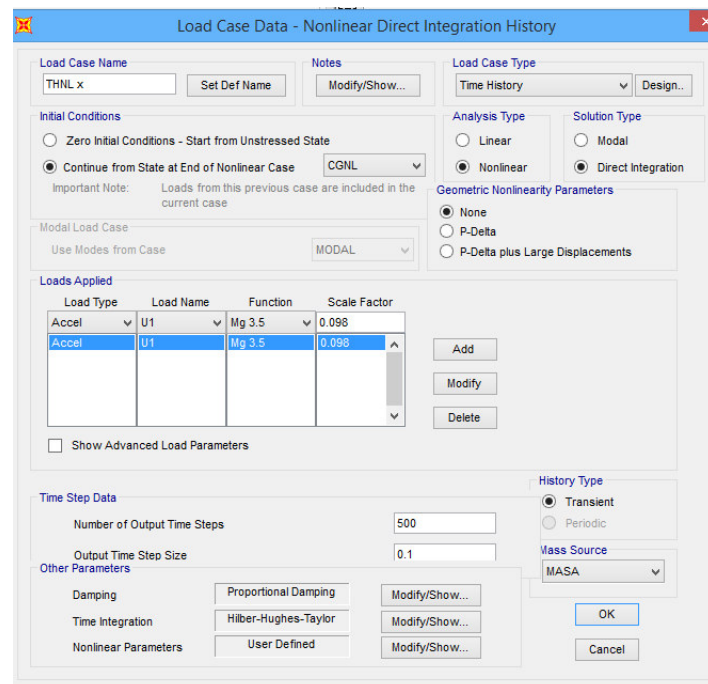 Load Case Data - Nonlinear Direct Integration History
Load Case Name
THNL x
Set Def Name
Notes
Modify/Show...
Load Case Type
Time History
Design..
Initial Conditions
Zero Initial Conditions - Start from Unstressed State
Continue from State at End of Nonlinear Case
CGNL
Important Note: Loads from this previous case are included in the
current case
Analysis Type
Linear
Nonlinear
Solution Type
Modal
Direct Integration
Geometric Nonlinearity Parameters
None
P-Delta
P-Delta plus Large Displacements
Modal Load Case
Use Modes from Case
MODAL
Loads Applied
Load Type Load Name Function Scale Factor
Accel U1 Mg 3.5 0.098
Accel U1 Mg 3.5 0.098
Add
Modify
Delete
Show Advanced Load Parameters
Time Step Data
Number of Output Time Steps 500
Output Time Step Size 0.1
History Type
Transient
Periodic
Mass Source
MASA
Other Parameters
Damping Proportional Damping Modify/Show...
Time Integration Hilber-Hughes-Taylor Modify/Show...
Nonlinear Parameters User Defined Modify/Show...
OK
Cancel